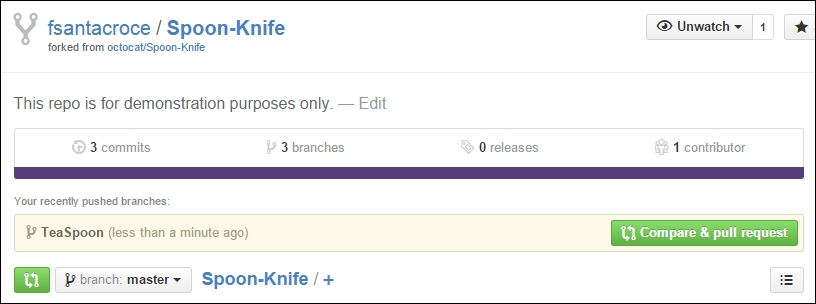 fsantacroce / Spoon-Knife
forked from octocat/Spoon-Knife
Unwatch 1
This repo is for demonstration purposes only. — Edit
3 commits 3 branches 0 releases 1 contributor
Your recently pushed branches:
TeaSpoon (less than a minute ago) Compare & pull request
branch: master Spoon-Knife / +